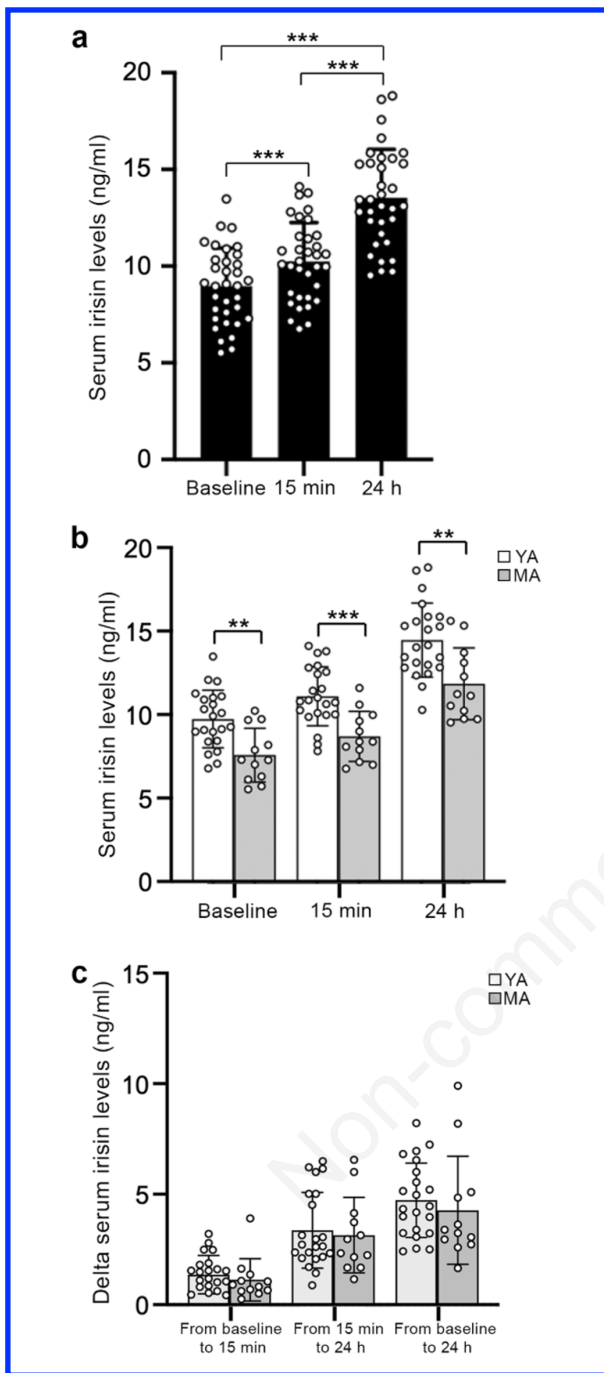 a
***
***
***
Serum irisin levels (ng/ml)
20
15
10
5
0
Baseline 15 min 24 h
b
YA
MA
**
***
**
Serum irisin levels (ng/ml)
20
15
10
5
0
Baseline 15 min 24 h
c
YA
MA
Delta serum irisin levels (ng/ml)
15
10
5
0
From baseline to 15 min
From 15 min to 24 h
From baseline to 24 h